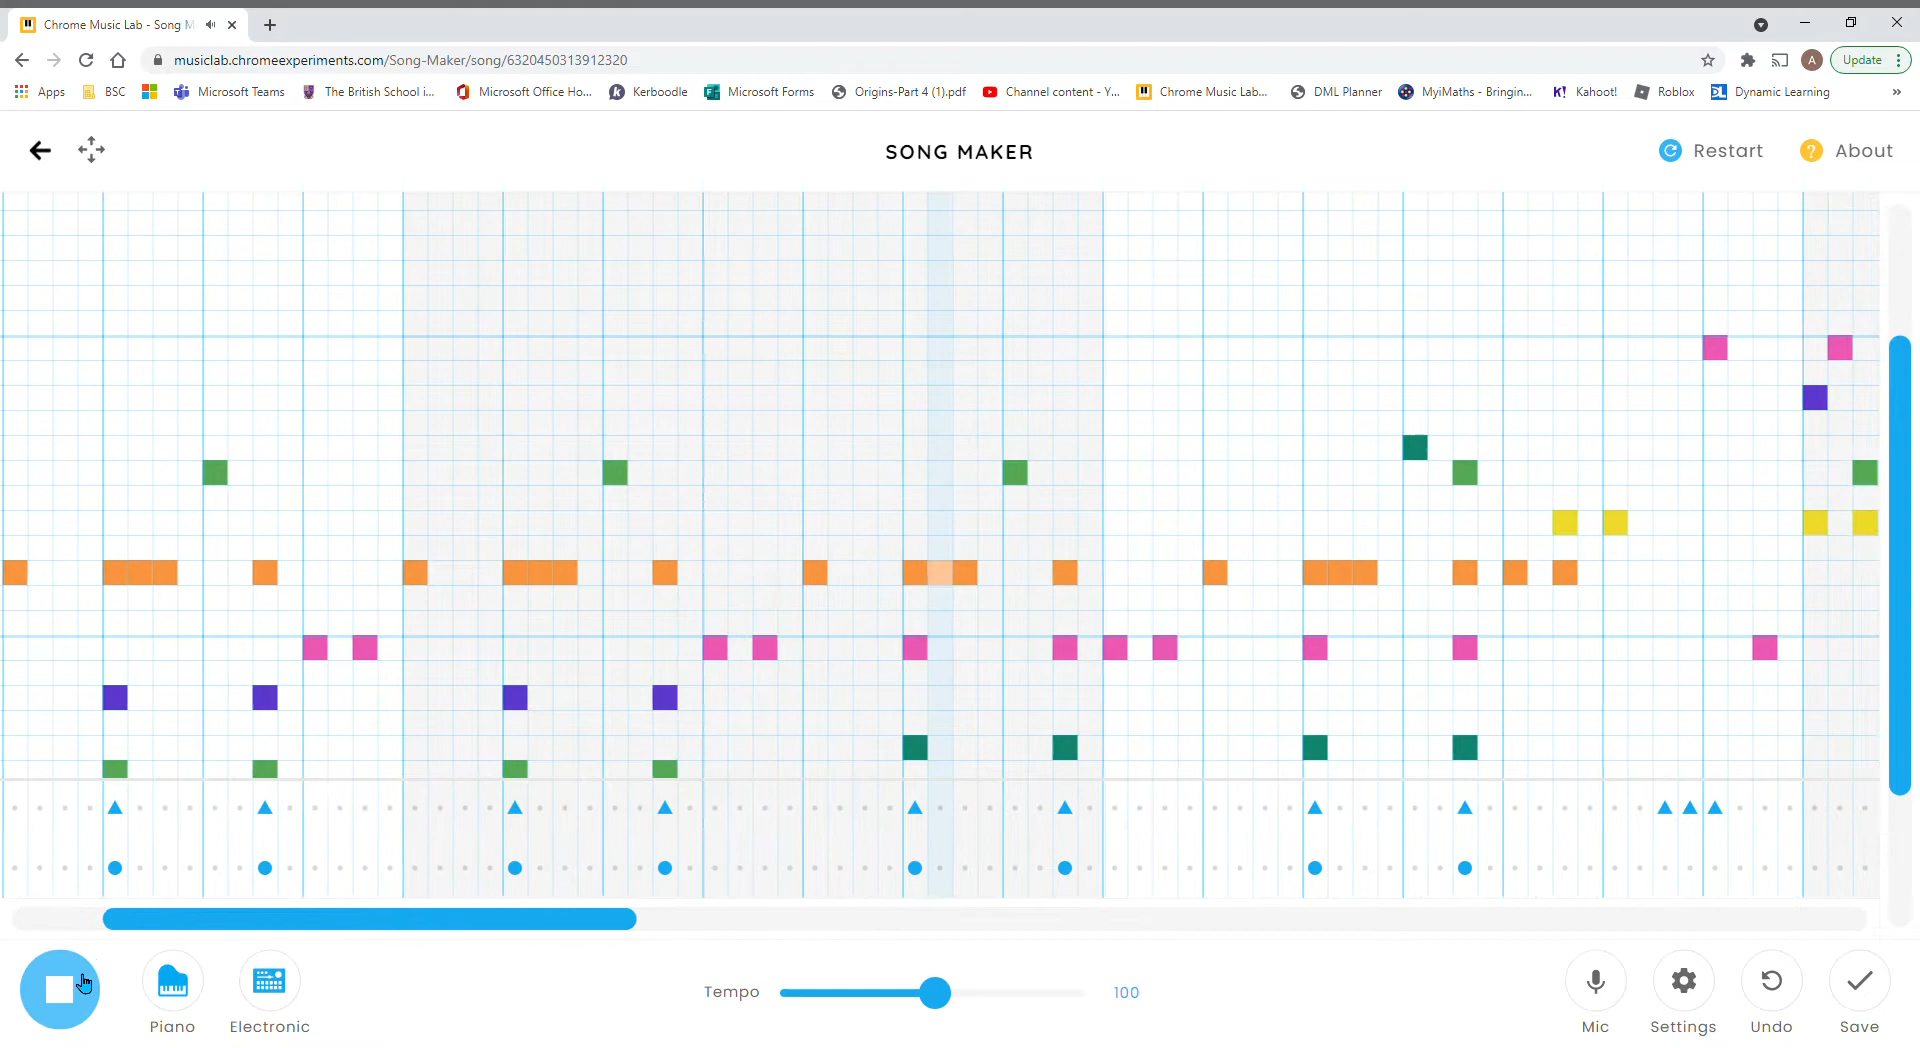 Chrome Music Lab - Song M
musiclab.chromeexperiments.com/Song-Maker/song/6320450313912320
A
Update
Apps
BSC
Microsoft Teams
The British School i...
Microsoft Office Ho...
Kerboodle
Microsoft Forms
Origins-Part 4 (1).pdf
Channel content - Y...
Chrome Music Lab...
DML Planner
MyiMaths - Bringin...
K! Kahoot!
Roblox
DL Dynamic Learning
»
SONG MAKER
Restart
? About
Tempo
100
Piano
Electronic
Mic
Settings
Undo
Save